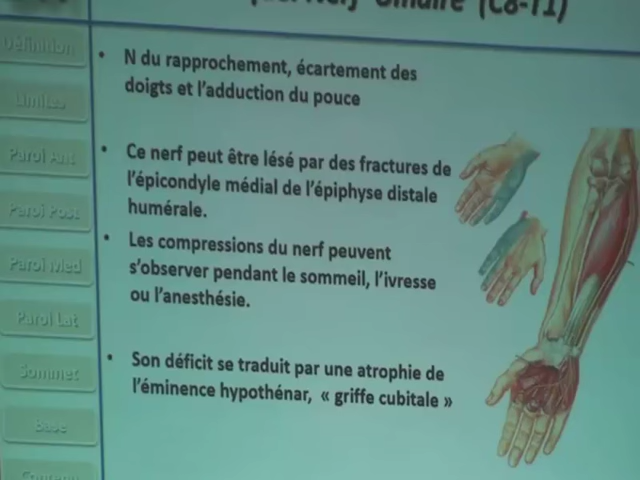 Nerf Ulnaire (C8-T1)
Définition
Limites
Paroi Ant
Paroi Post
Paroi Med
Paroi Lat
Sommet
Base
Contenu
• N du rapprochement, écartement des
doigts et l'adduction du pouce
• Ce nerf peut être lésé par des fractures de
l'épicondyle médial de l'épiphyse distale
humérale.
• Les compressions du nerf peuvent
s'observer pendant le sommeil, l'ivresse
ou l'anesthésie.
• Son déficit se traduit par une atrophie de
l'éminence hypothénar, « griffe cubitale »